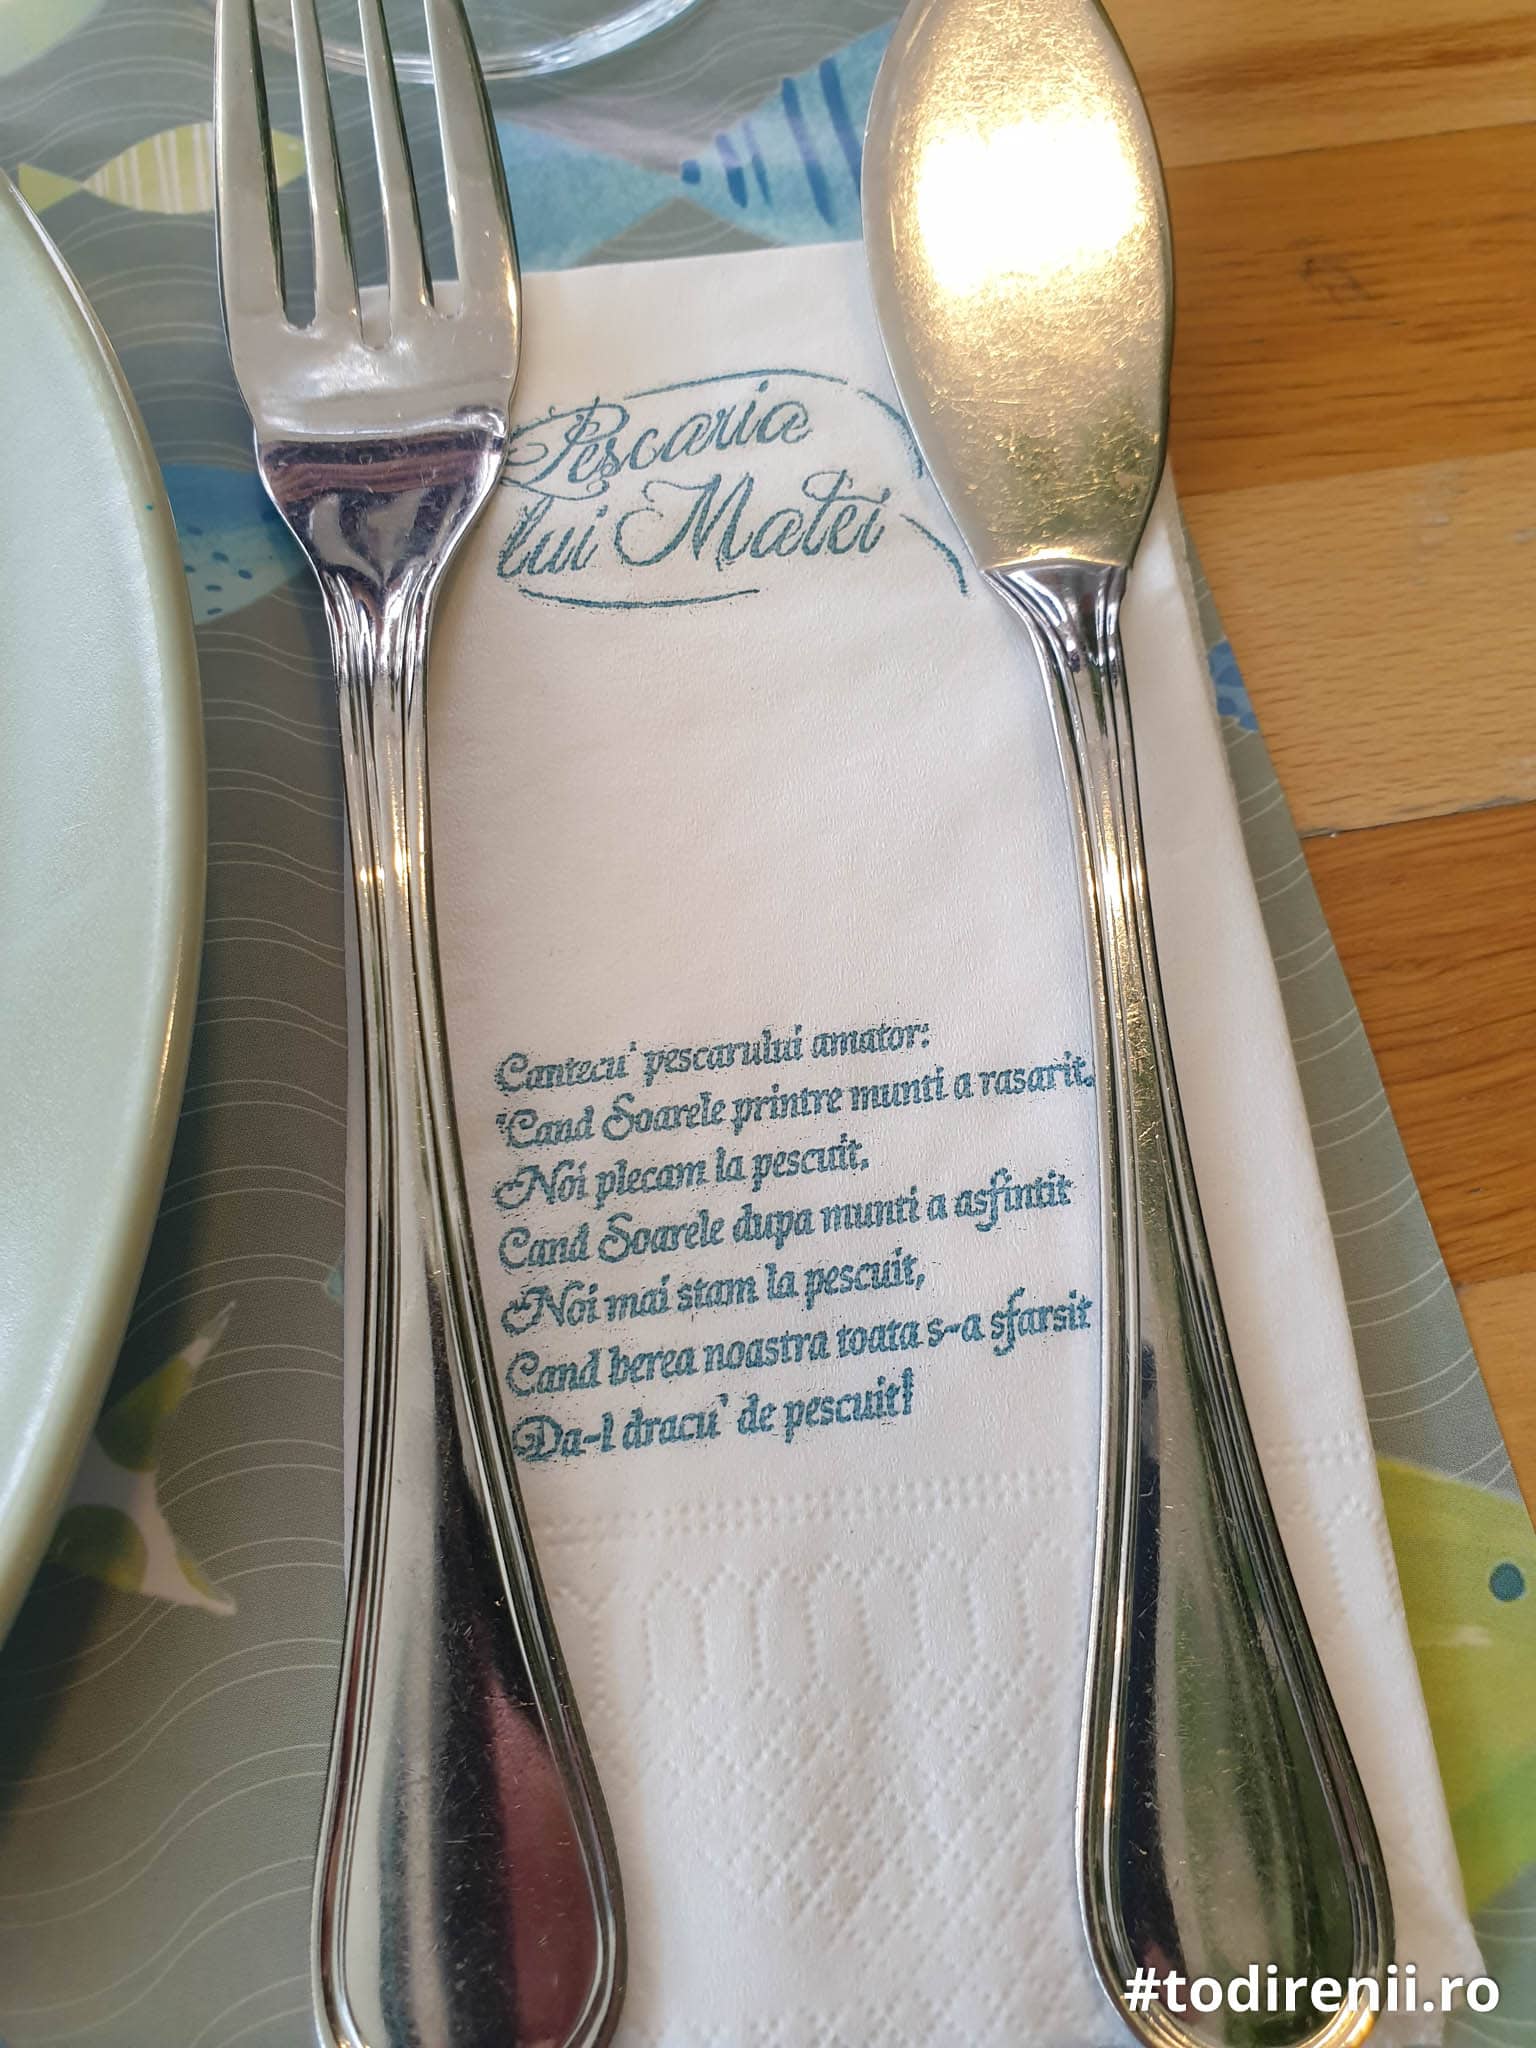 Pescaria
lui Matei
Cantecu' pescarului amator:
"Cand Soarele printre munti a rasarit,
Noi plecam la pescuit,
Cand Soarele dupa munti a asfintit
Noi mai stam la pescuit,
Cand berea noastra toata s-a sfarsit
Da-l dracu' de pescuit!
#todirenii.ro